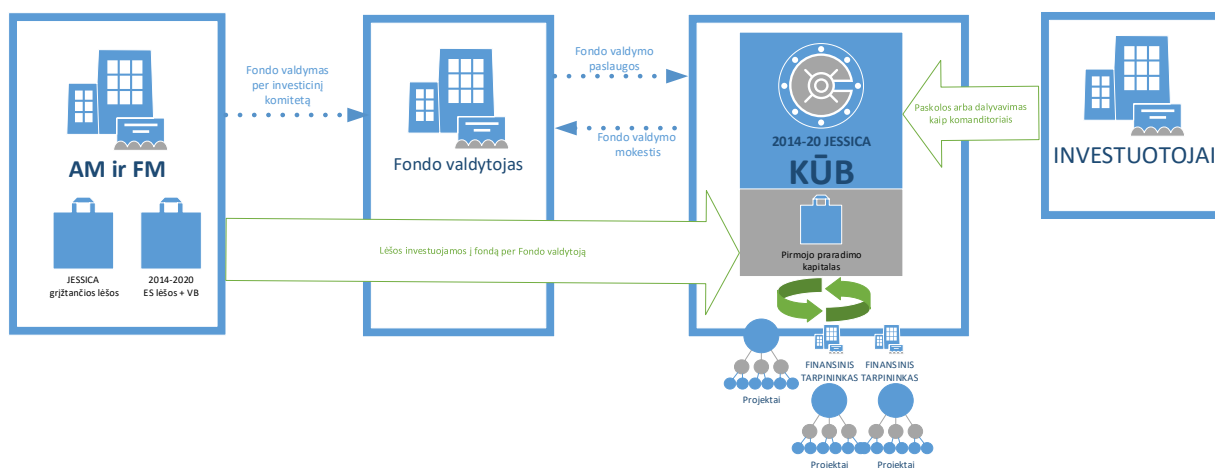 AM ir FM
JESSICA
grįžtančios lėšos
2014-2020
ES lėšos + VB
Fondo valdymas
per investicinį
komitetą
Fondo valdytojas
Fondo valdymo
paslaugos
Fondo valdymo
mokestis
Lėšos investuojamos į fondą per Fondo valdytoją
2014-20 JESSICA
KŪB
Pirmojo praradimo
kapitalas
Paskolos arba dalyvavimas
kaip komanditoriais
INVESTUOTOJAI
Projektai
FINANSINIS
TARPININKAS
Projektai
FINANSINIS
TARPININKAS
Projektai